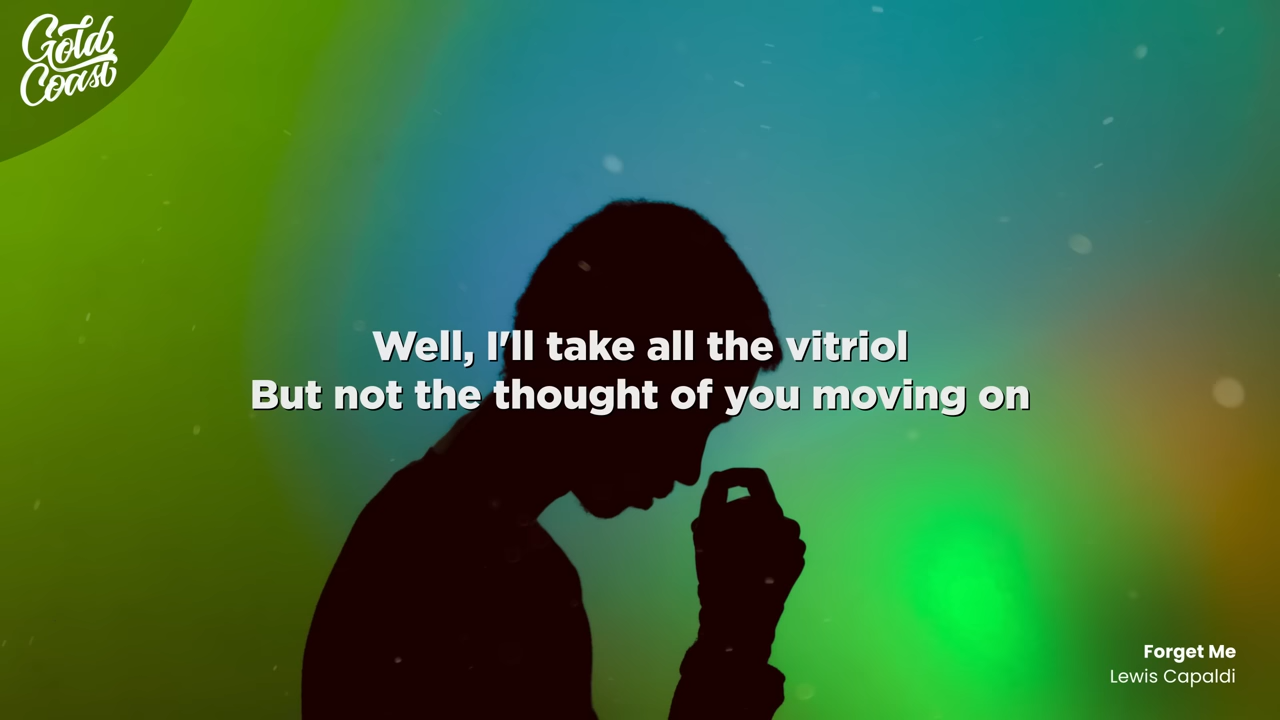 Gold
Coast
Well, I'll take all the vitriol
But not the thought of you moving on
Forget Me
Lewis Capaldi